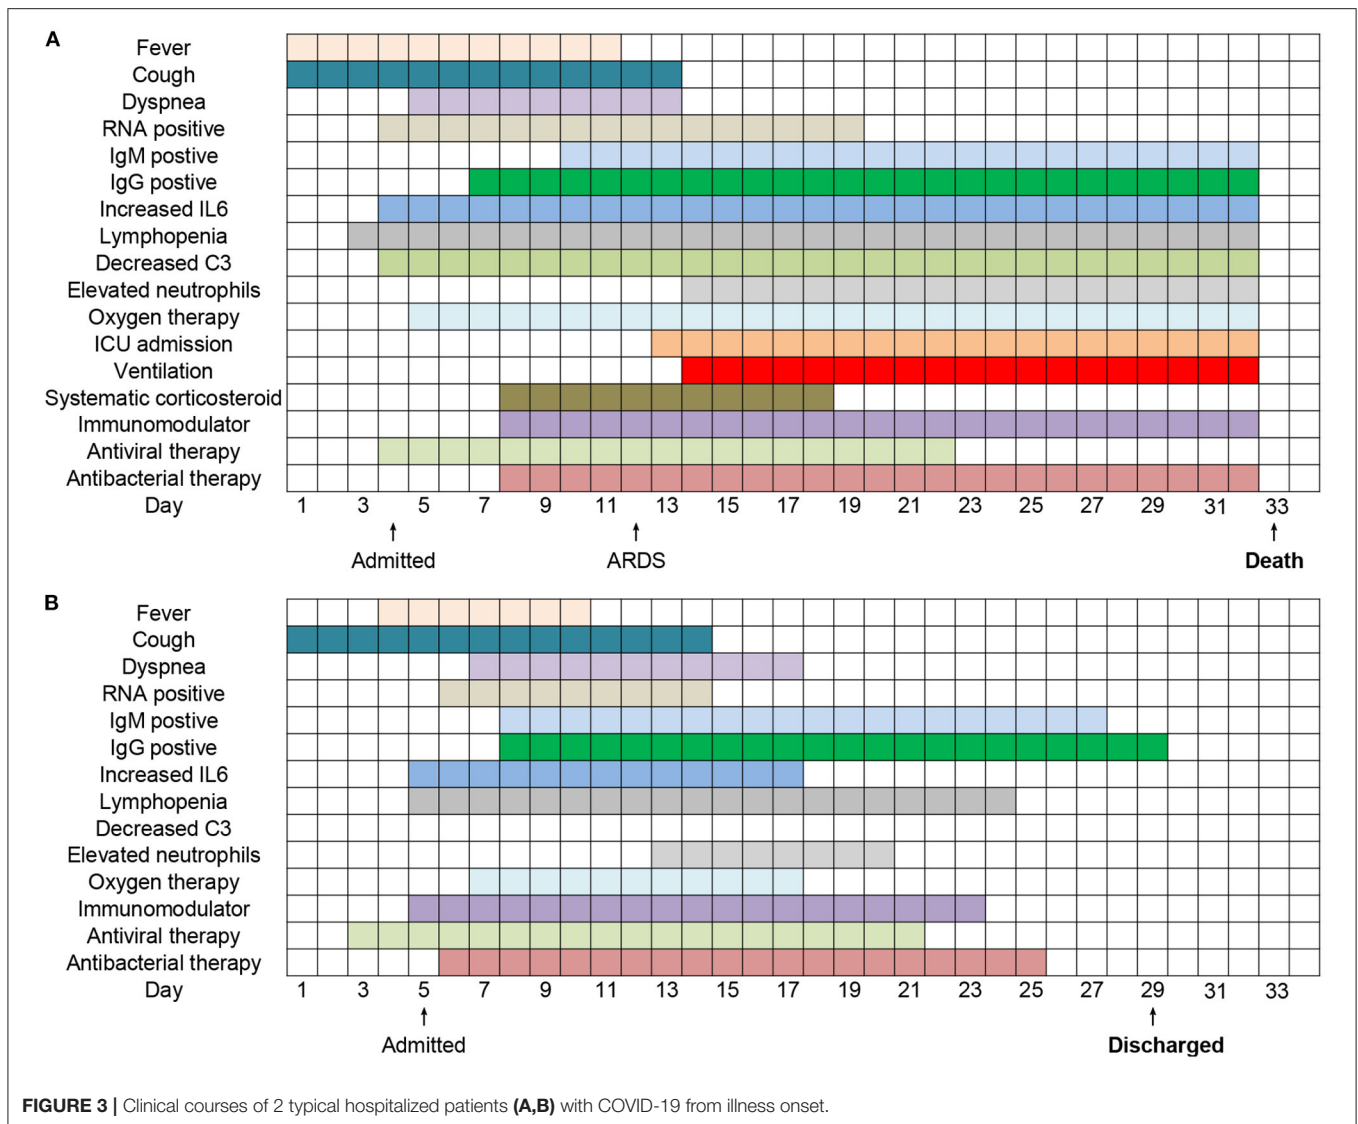 A
Fever
Cough
Dyspnea
RNA positive
IgM postive
IgG postive
Increased IL6
Lymphopenia
Decreased C3
Elevated neutrophils
Oxygen therapy
ICU admission
Ventilation
Systematic corticosteroid
Immunomodulator
Antiviral therapy
Antibacterial therapy
Day 1 3 5 7 9 11 13 15 17 19 21 23 25 27 29 31 33
Admitted ARDS Death
B
Fever
Cough
Dyspnea
RNA positive
IgM postive
IgG postive
Increased IL6
Lymphopenia
Decreased C3
Elevated neutrophils
Oxygen therapy
Immunomodulator
Antiviral therapy
Antibacterial therapy
Day 1 3 5 7 9 11 13 15 17 19 21 23 25 27 29 31 33
Admitted Discharged
FIGURE 3 | Clinical courses of 2 typical hospitalized patients (A,B) with COVID-19 from illness onset.